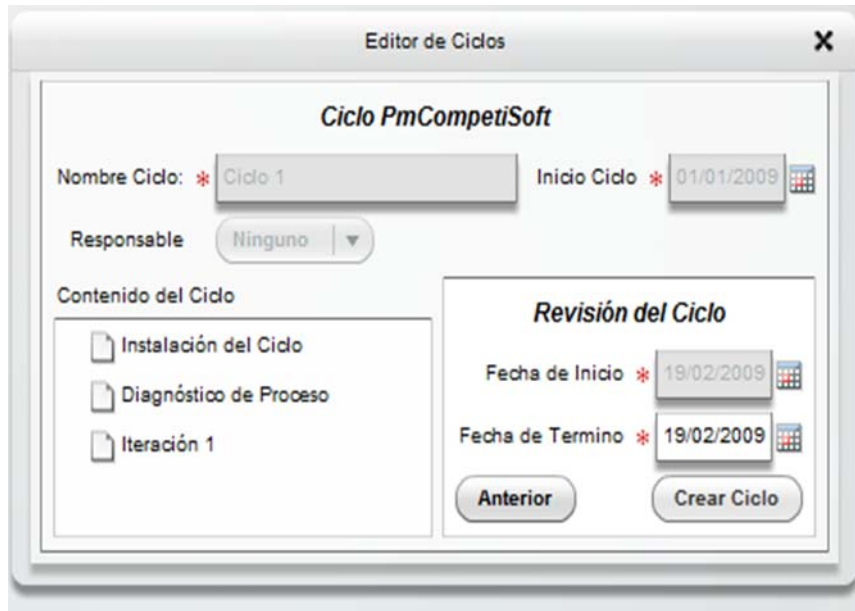 Editor de Ciclos
Ciclo PmCompetiSoft
Nombre Ciclo: * Ciclo 1 Inicio Ciclo * 01/01/2009
Responsable Ninguno
Contenido del Ciclo
Instalación del Ciclo
Diagnóstico de Proceso
Iteración 1
Revisión del Ciclo
Fecha de Inicio * 19/02/2009
Fecha de Termino * 19/02/2009
Anterior Crear Ciclo